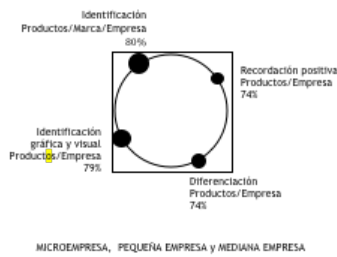 Identificación
Productos/Marca/Empresa
80%
Recordación positiva
Productos/Empresa
74%
Identificación
gráfica y visual
Productos/Empresa
79%
Diferenciación
Productos/Empresa
74%
MICROEMPRESA, PEQUEÑA EMPRESA y MEDIANA EMPRESA